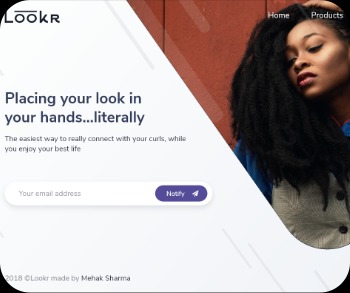 Lookr
Home Products
Placing your look in
your hands...literally
The easiest way to really connect with your curls, while
you enjoy your best life
Your email address
Notify
2018 ©Lookr made by Mehak Sharma